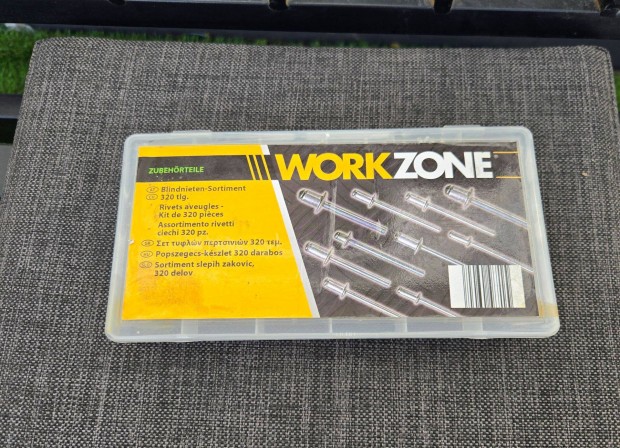 ZUBEHÖRTEILE
WORKZONE®
Blindnieten-Sortiment
320 tlg.
Rivets aveugles -
Kit de 320 pièces
Assortimento rivetti
ciechi 320 pz.
Σετ τυφλών περτσινιών 320 τεμ.
Popszegecs-készlet 320 darabos
Sortiment slepih zakovic,
320 delov